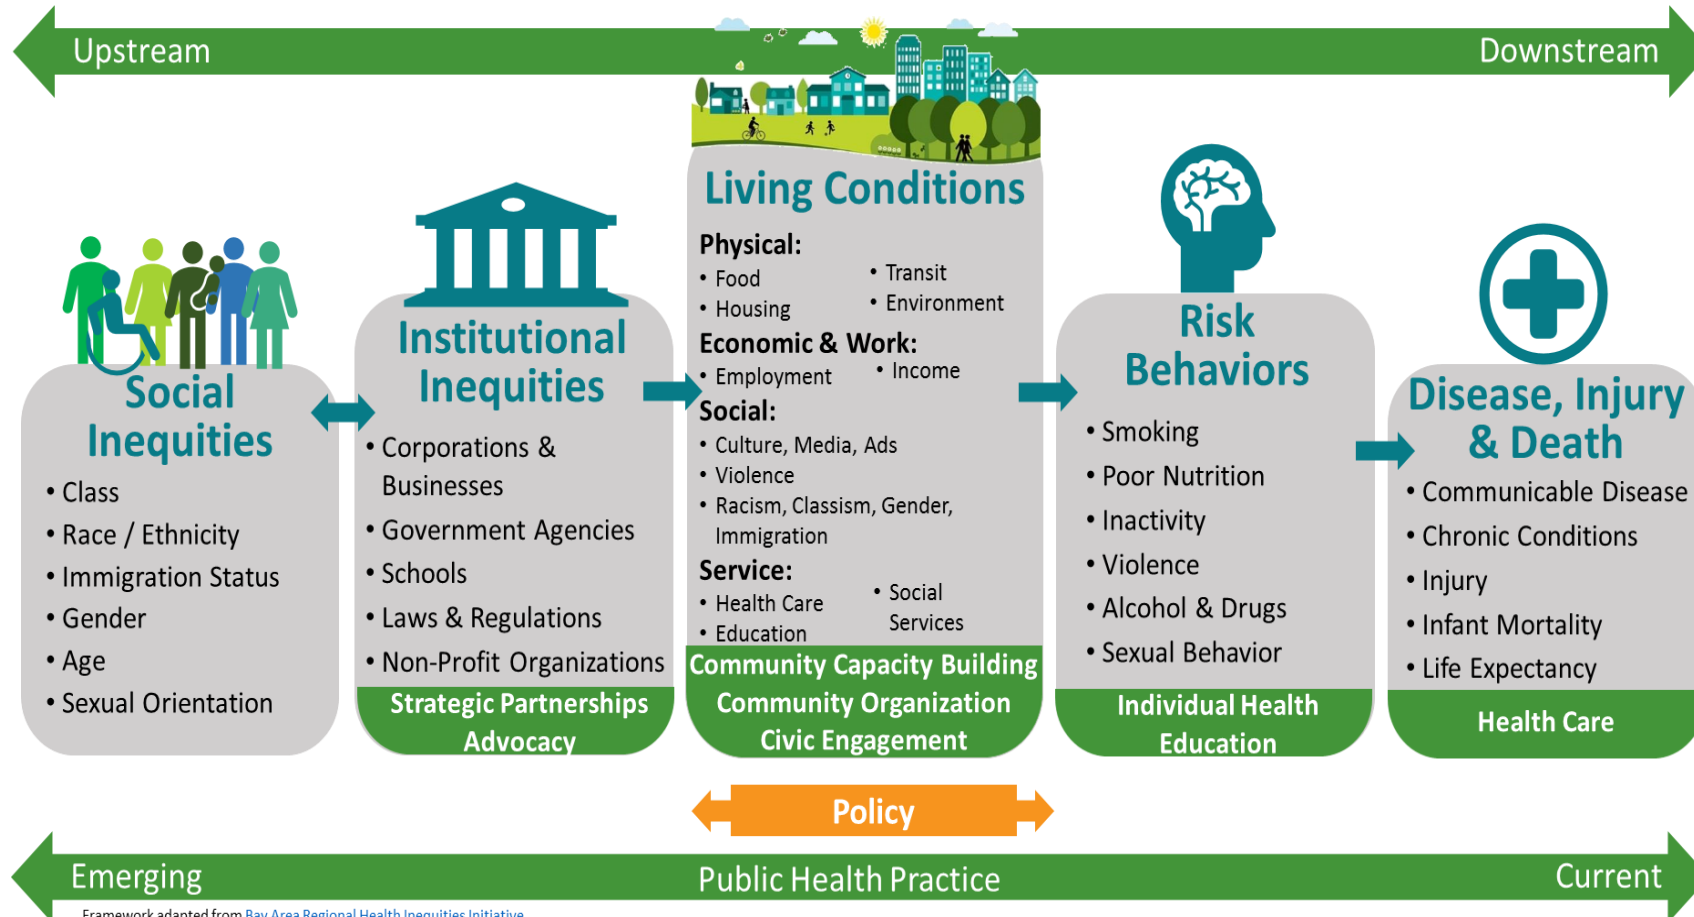 Upstream
Downstream
Social
Inequities
• Class
• Race / Ethnicity
• Immigration Status
• Gender
• Age
• Sexual Orientation
Institutional
Inequities
• Corporations &
Businesses
• Government Agencies
• Schools
• Laws & Regulations
• Non-Profit Organizations
Strategic Partnerships
Advocacy
Living Conditions
Physical:
• Food
• Housing
• Transit
• Environment
Economic & Work:
• Employment
• Income
Social:
• Culture, Media, Ads
• Violence
• Racism, Classism, Gender,
Immigration
Service:
• Health Care
• Education
• Social
Services
Community Capacity Building
Community Organization
Civic Engagement
Risk
Behaviors
• Smoking
• Poor Nutrition
• Inactivity
• Violence
• Alcohol & Drugs
• Sexual Behavior
Individual Health
Education
Disease, Injury
& Death
• Communicable Disease
• Chronic Conditions
• Injury
• Infant Mortality
• Life Expectancy
Health Care
Policy
Emerging
Public Health Practice
Current
Framework adapted from Bay Area Regional Health Inequities Initiative